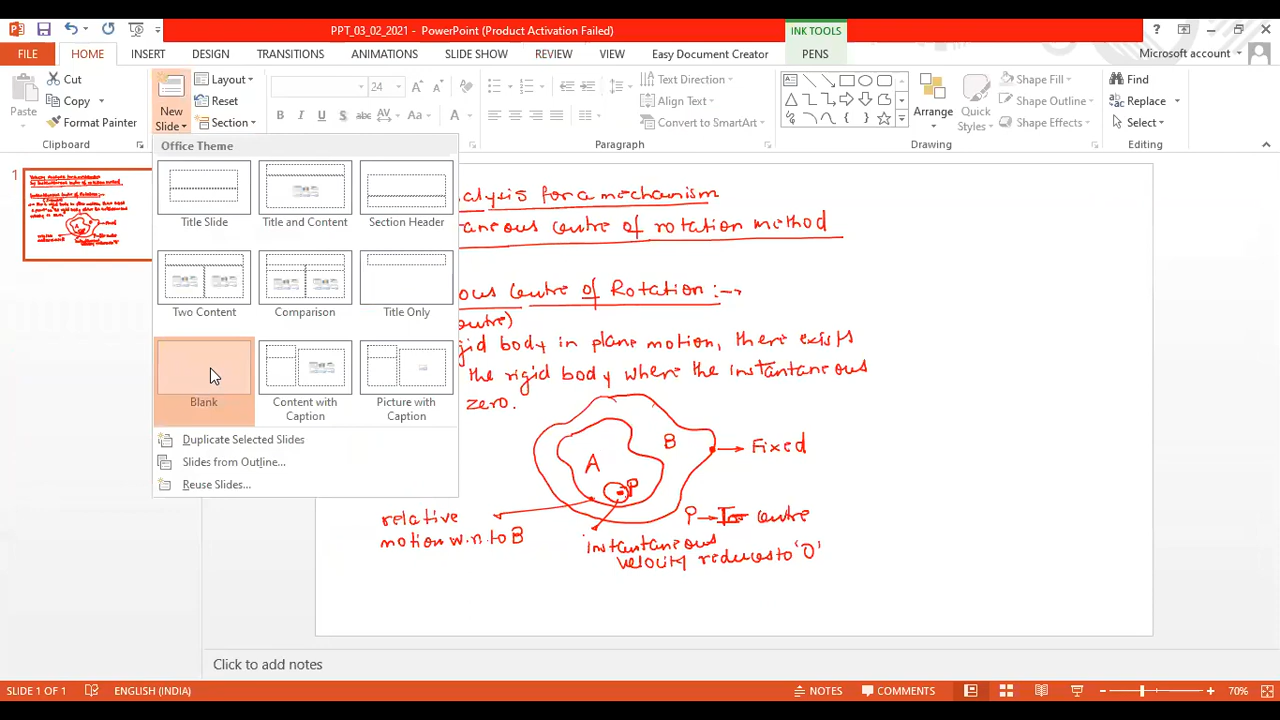 PPT_03_02_2021 - PowerPoint (Product Activation Failed)
INK TOOLS
?
FILE HOME INSERT DESIGN TRANSITIONS ANIMATIONS SLIDE SHOW REVIEW VIEW Easy Document Creator PENS Microsoft account
Paste
Cut
Copy
Format Painter
Clipboard
New Slide
Layout
Reset
Section
24
B I U S abc AV Aa A
Paragraph
Text Direction
Align Text
Convert to SmartArt
Arrange
Quick Styles
Shape Fill
Shape Outline
Shape Effects
Drawing
Find
Replace
Select
Editing
Office Theme
Title Slide
Title and Content
Section Header
Two Content
Comparison
Title Only
Blank
Content with Caption
Picture with Caption
Duplicate Selected Slides
Slides from Outline...
Reuse Slides...
1
alysis for a mechanism
taneous centre of rotation method
ous centre of Rotation :-
entre)
gid body in plane motion, there exists
the rigid body where the instantaneous
zero.
A
B
P
Fixed
relative
motion w.r.to B
P → I centre
instantaneous
velocity reduces to '0'
Click to add notes
SLIDE 1 OF 1 ENGLISH (INDIA) NOTES COMMENTS 70%